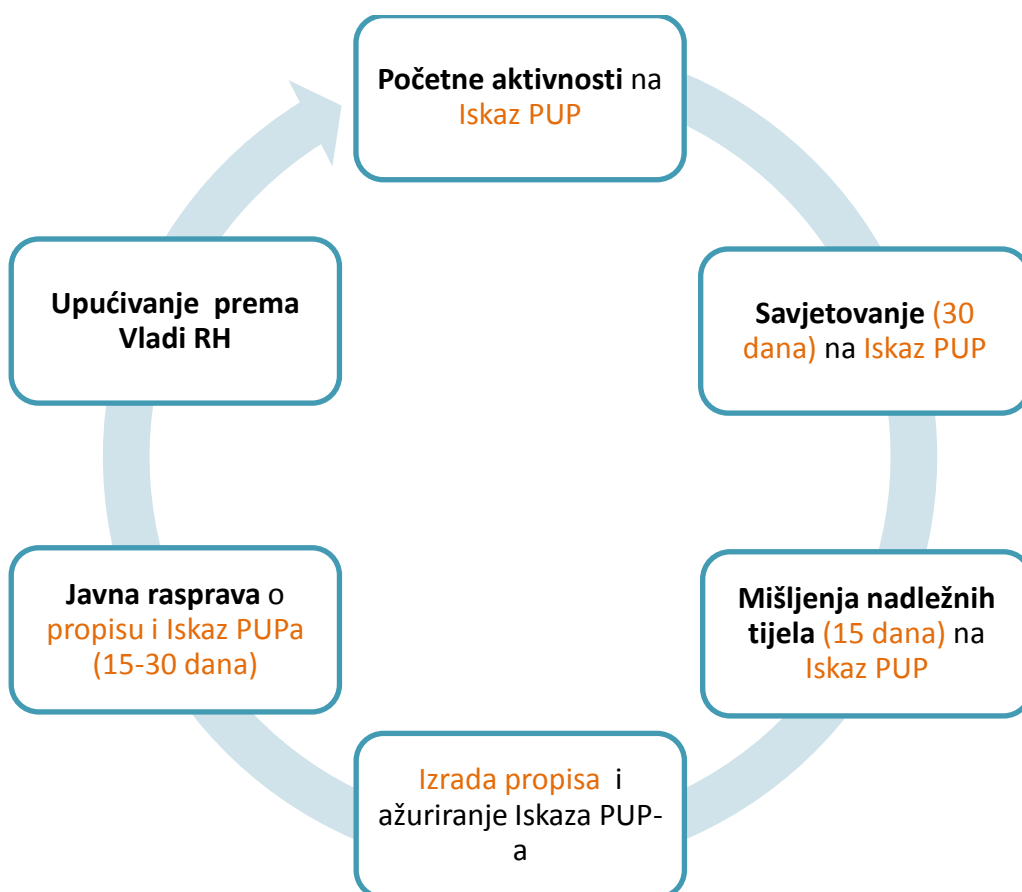 Početne aktivnosti na
Iskaz PUP
Savjetovanje (30
dana) na Iskaz PUP
Mišljenja nadležnih
tijela (15 dana) na
Iskaz PUP
Izrada propisa i
ažuriranje Iskaza PUP-
a
Javna rasprava o
propisu i Iskaz PUPa
(15-30 dana)
Upućivanje prema
Vladi RH